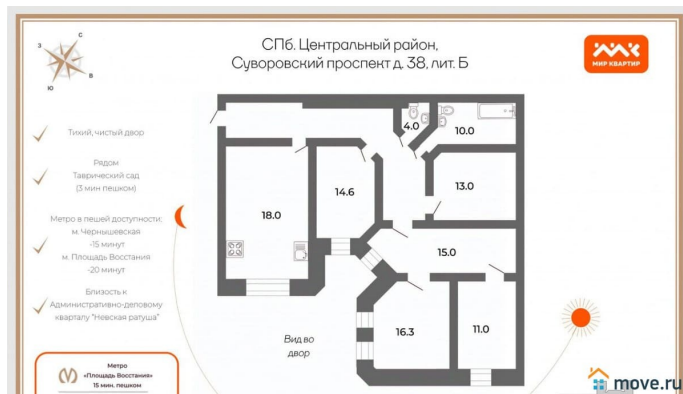 СПб. Центральный район,
Суворовский проспект д. 38, лит. Б
МИР КВАРТИР
С
З
В
Ю
Тихий, чистый двор
Рядом
Таврический сад
(3 мин пешком)
Метро в пешей доступности:
м. Чернышевская
-15 минут
м. Площадь Восстания
-20 минут
Близость к
Административно-деловому
кварталу "Невская ратуша"
Метро
«Площадь Восстания»
15 мин. пешком
4.0
10.0
14.6
13.0
18.0
15.0
16.3
11.0
Вид во
двор
move.ru